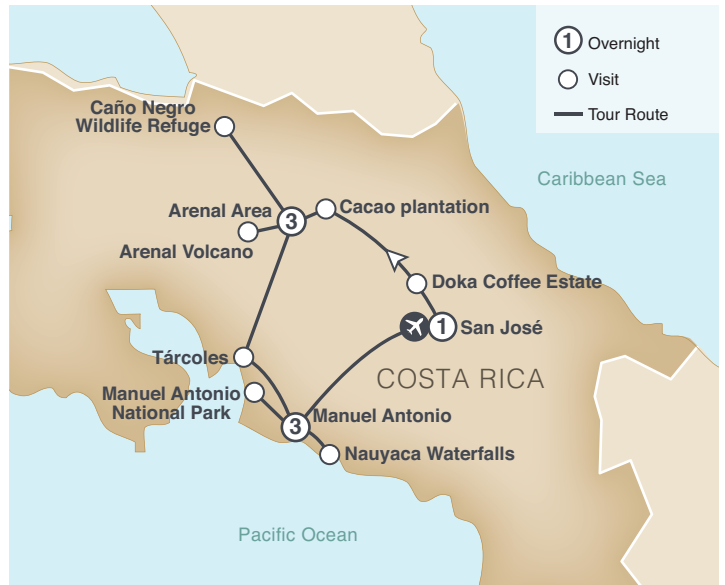 1 Overnight
Visit
Tour Route
Caño Negro
Wildlife Refuge
Caribbean Sea
Arenal Area
3
Cacao plantation
Arenal Volcano
Doka Coffee Estate
1
San José
Tárcoles
COSTA RICA
Manuel Antonio
National Park
3
Manuel Antonio
Nauyaca Waterfalls
Pacific Ocean